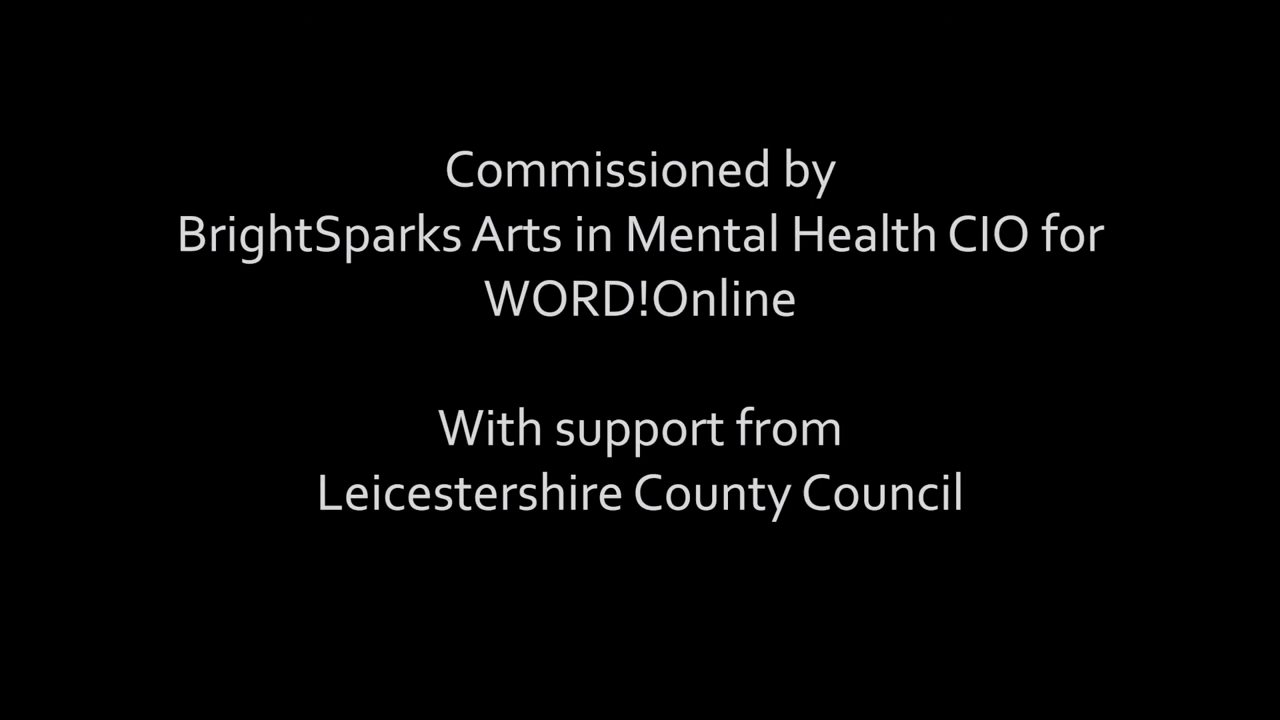 Commissioned by
BrightSparks Arts in Mental Health CIO for
WORD!Online
With support from
Leicestershire County Council